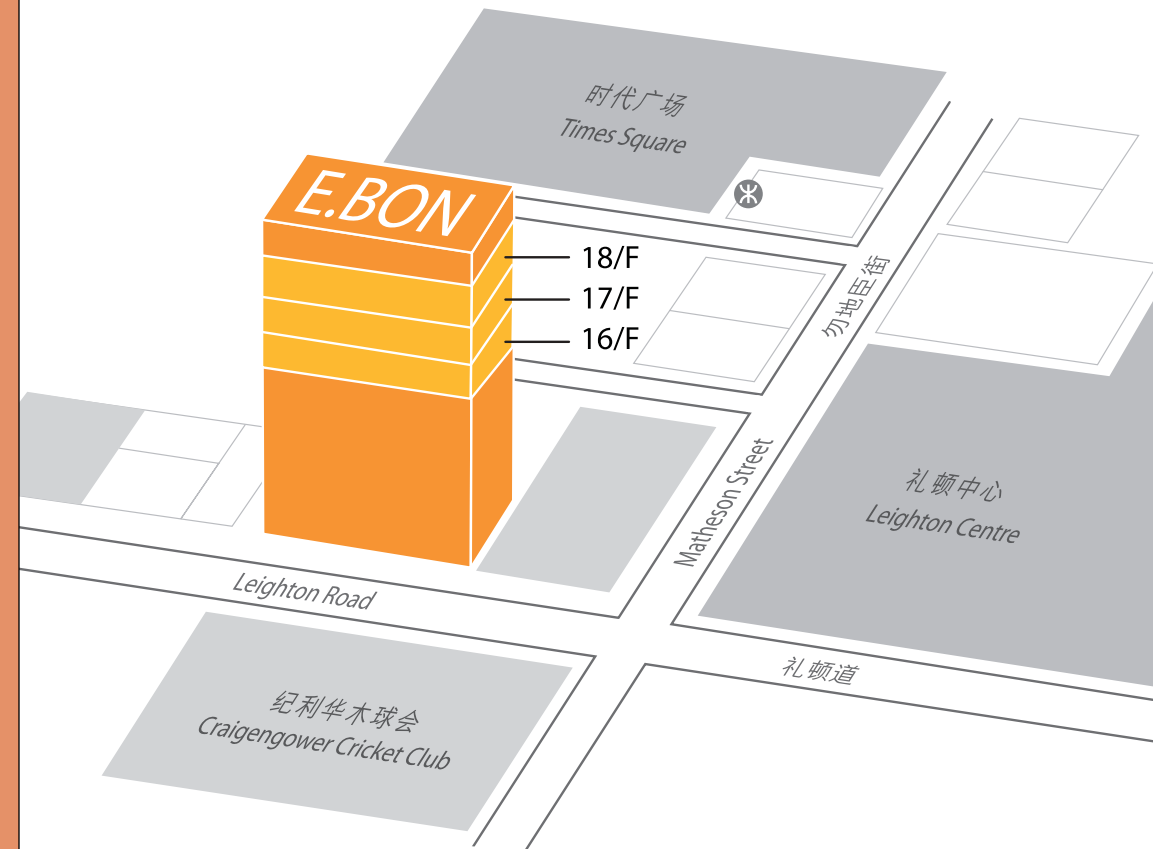 时代广场
Times Square
E.BON
18/F
17/F
16/F
勿地臣街
Matheson Street
礼顿中心
Leighton Centre
Leighton Road
礼顿道
纪利华木球会
Craigengower Cricket Club